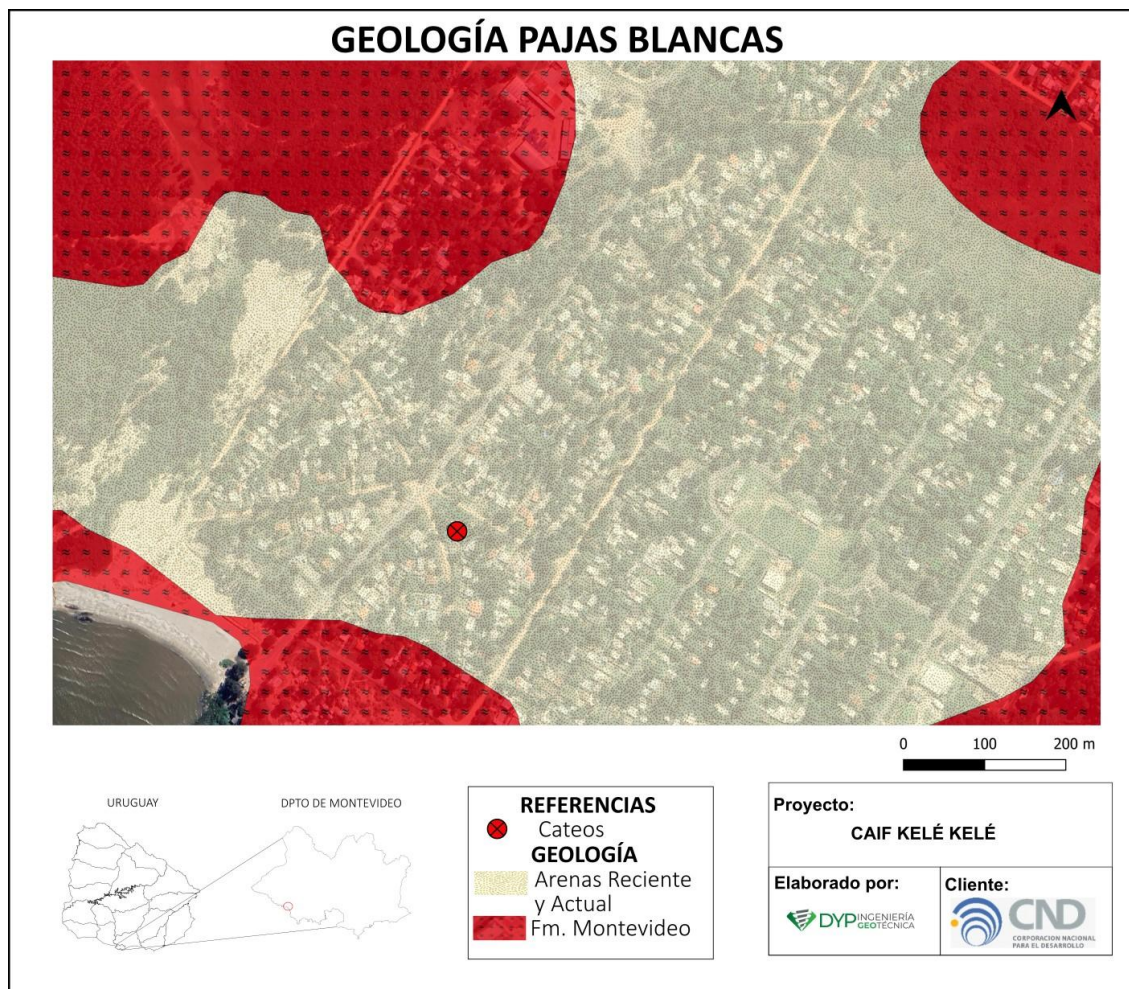 GEOLOGÍA PAJAS BLANCAS
0 100 200 m
URUGUAY
DPTO DE MONTEVIDEO
REFERENCIAS
Cateos
GEOLOGÍA
Arenas Reciente
y Actual
Fm. Montevideo
Proyecto:
CAIF KELÉ KELÉ
Elaborado por:
DYP INGENIERÍA
GEOTÉCNICA
Cliente:
CND
CORPORACION NACIONAL
PARA EL DESARROLLO